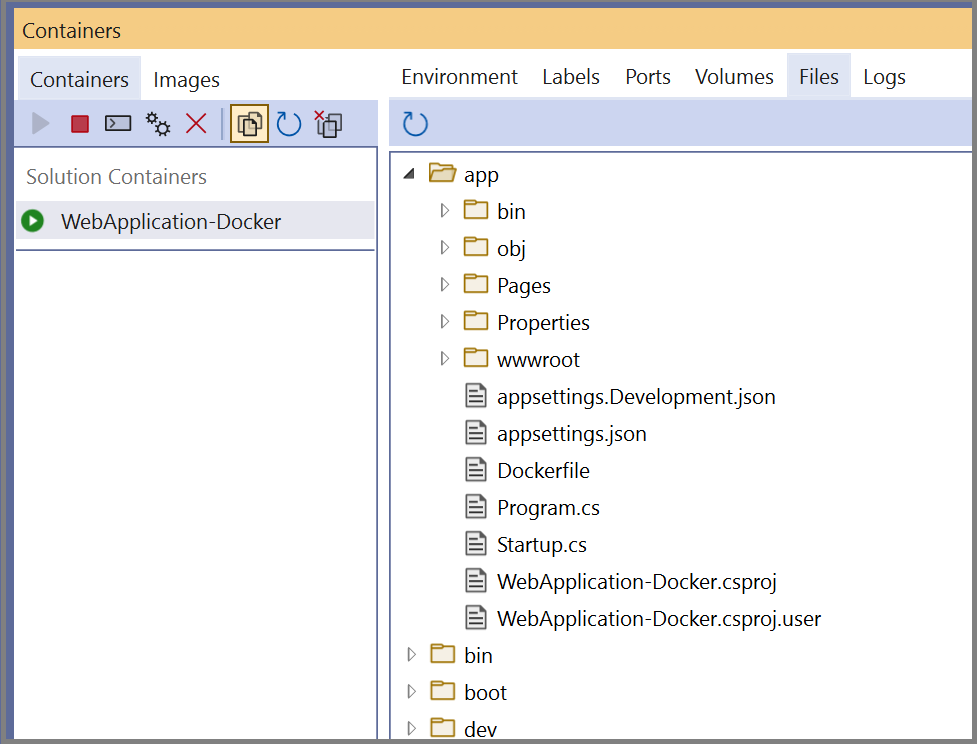 Containers
Containers Images
Environment Labels Ports Volumes Files Logs
Solution Containers
WebApplication-Docker
app
bin
obj
Pages
Properties
wwwroot
appsettings.Development.json
appsettings.json
Dockerfile
Program.cs
Startup.cs
WebApplication-Docker.csproj
WebApplication-Docker.csproj.user
bin
boot
dev